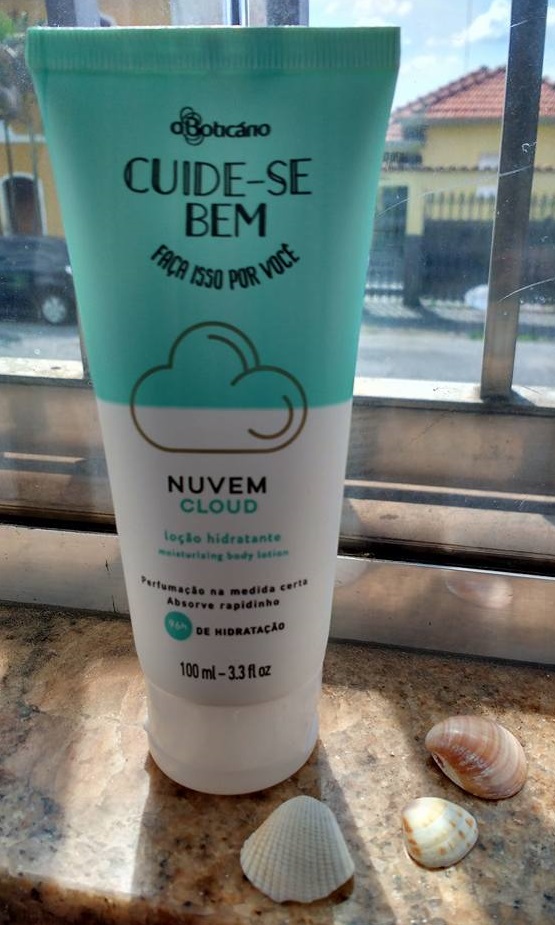 oBoticário
CUIDE-SE
BEM
FAÇA ISSO POR VOCÊ
NUVEM
CLOUD
loção hidratante
moisturizing body lotion
Perfumação na medida certa
Absorve rapidinho
96h DE HIDRATAÇÃO
100 ml – 3.3 fl oz